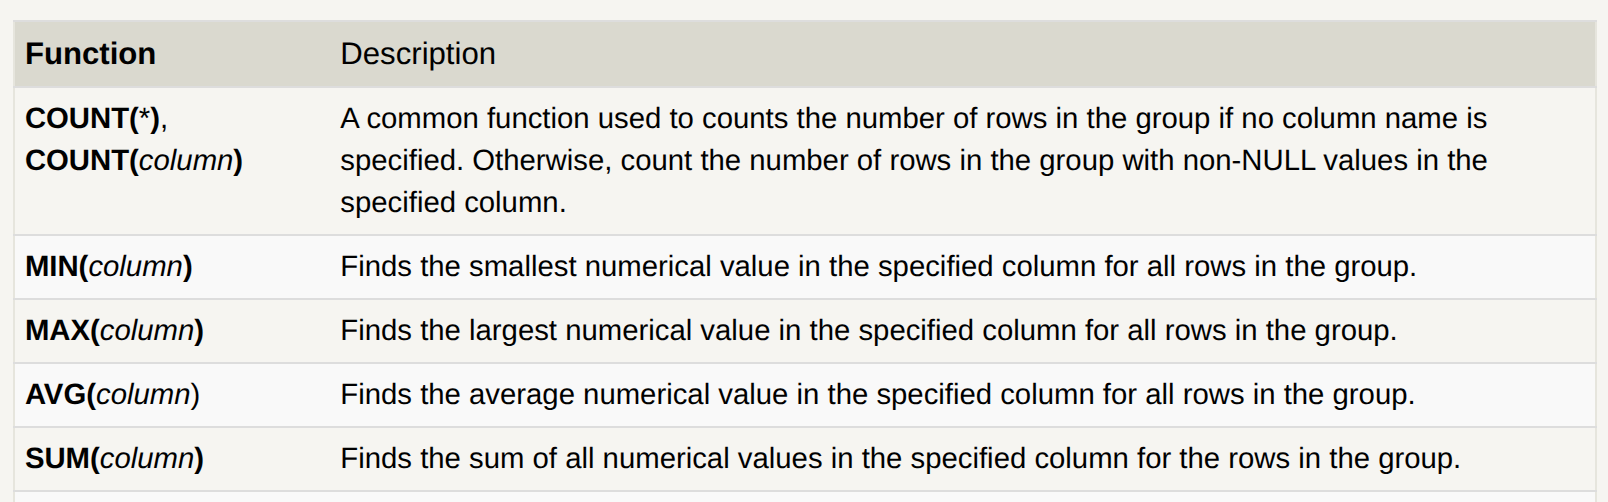 Function Description
COUNT(*), A common function used to counts the number of rows in the group if no column name is
COUNT(column) specified. Otherwise, count the number of rows in the group with non-NULL values in the
specified column.
MIN(column) Finds the smallest numerical value in the specified column for all rows in the group.
MAX(column) Finds the largest numerical value in the specified column for all rows in the group.
AVG(column) Finds the average numerical value in the specified column for all rows in the group.
SUM(column) Finds the sum of all numerical values in the specified column for the rows in the group.